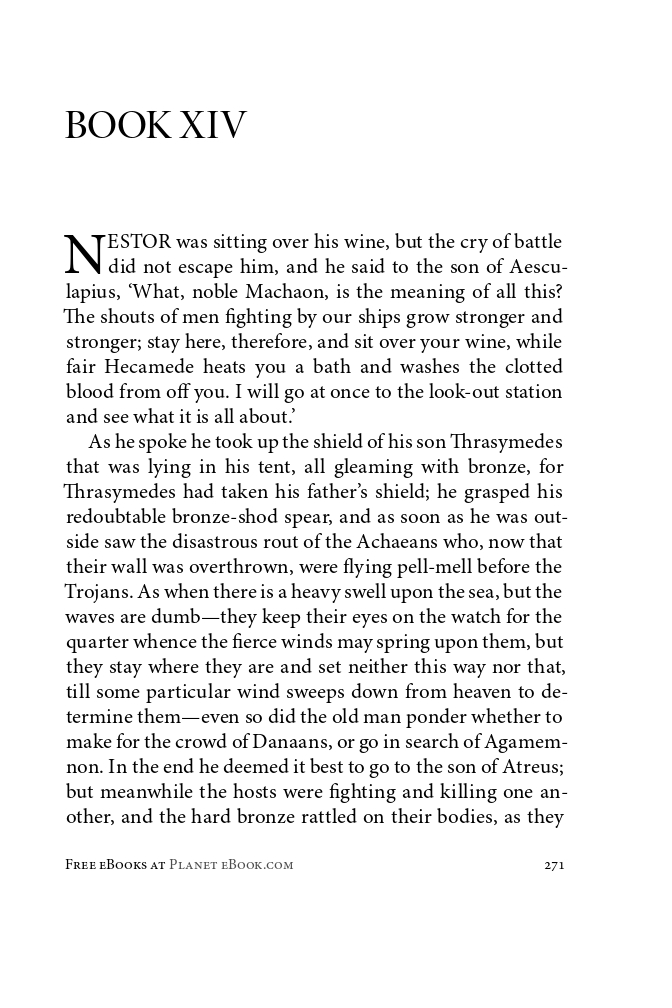 BOOK XIV
NESTOR was sitting over his wine, but the cry of battle
did not escape him, and he said to the son of Aescu-
lapius, ‘What, noble Machaon, is the meaning of all this?
The shouts of men fighting by our ships grow stronger and
stronger; stay here, therefore, and sit over your wine, while
fair Hecamede heats you a bath and washes the clotted
blood from off you. I will go at once to the look-out station
and see what it is all about.’
As he spoke he took up the shield of his son Thrasymedes
that was lying in his tent, all gleaming with bronze, for
Thrasymedes had taken his father’s shield; he grasped his
redoubtable bronze-shod spear, and as soon as he was out-
side saw the disastrous rout of the Achaeans who, now that
their wall was overthrown, were flying pell-mell before the
Trojans. As when there is a heavy swell upon the sea, but the
waves are dumb—they keep their eyes on the watch for the
quarter whence the fierce winds may spring upon them, but
they stay where they are and set neither this way nor that,
till some particular wind sweeps down from heaven to de-
termine them—even so did the old man ponder whether to
make for the crowd of Danaans, or go in search of Agamem-
non. In the end he deemed it best to go to the son of Atreus;
but meanwhile the hosts were fighting and killing one an-
other, and the hard bronze rattled on their bodies, as they
Free eBooks at Planet eBook.com 271